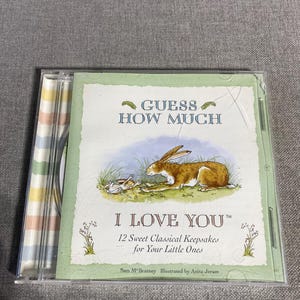 GUESS
HOW MUCH
I LOVE YOU™
12 Sweet Classical Keepsakes
for Your Little Ones
Sam McBratney Illustrated by Anita Jeram